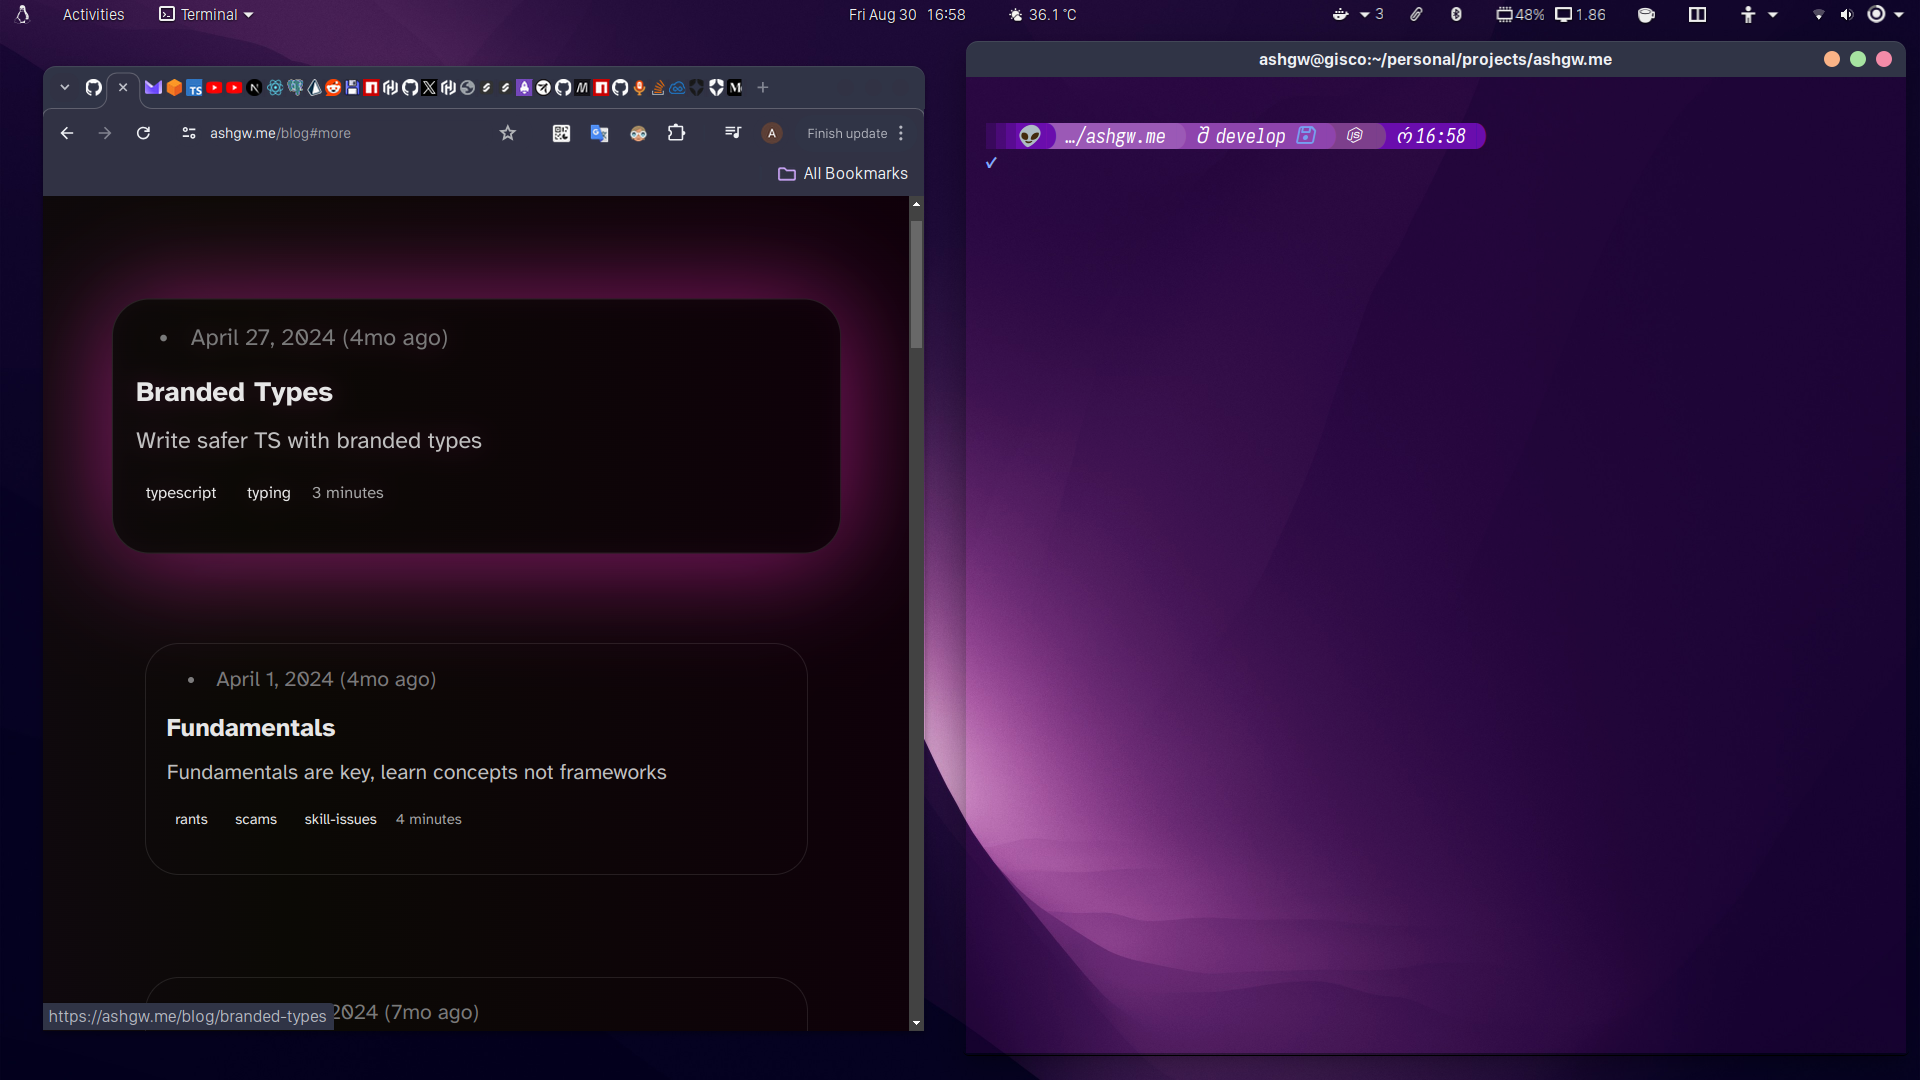 Activities
Terminal
Fri Aug 30 16:58
36.1 °C
3
48%
1.86
ashgw.me/blog#more
A
Finish update
All Bookmarks
April 27, 2024 (4mo ago)
Branded Types
Write safer TS with branded types
typescript typing 3 minutes
April 1, 2024 (4mo ago)
Fundamentals
Fundamentals are key, learn concepts not frameworks
rants scams skill-issues 4 minutes
2024 (7mo ago)
https://ashgw.me/blog/branded-types
ashgw@gisco:~/personal/projects/ashgw.me
…/ashgw.me
develop
16:58